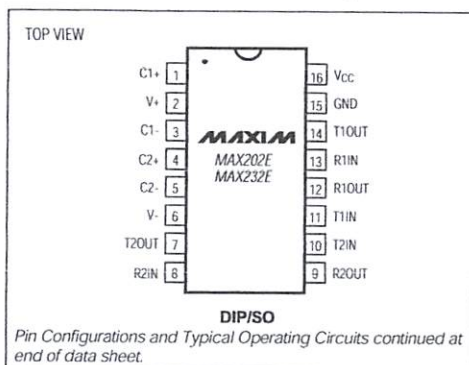 TOP VIEW
C1+ 1
V+ 2
C1- 3
C2+ 4
C2- 5
V- 6
T2OUT 7
R2IN 8
MAXIM
MAX202E
MAX232E
16 VCC
15 GND
14 T1OUT
13 R1IN
12 R1OUT
11 T1IN
10 T2IN
9 R2OUT
DIP/SO
Pin Configurations and Typical Operating Circuits continued at
end of data sheet.